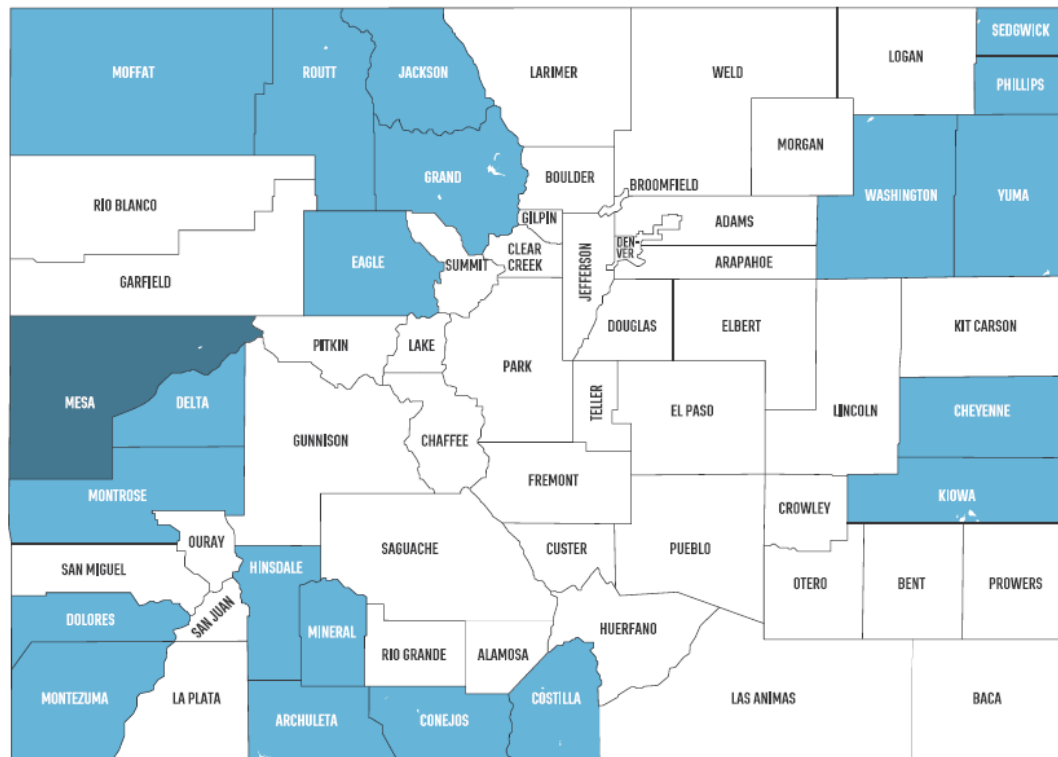 SEDGWICK
LOGAN
MOFFAT
ROUTT
JACKSON
LARIMER
WELD
PHILLIPS
MORGAN
BOULDER
GRAND
WASHINGTON
YUMA
BROOMFIELD
RIO BLANCO
GILPIN
ADAMS
DEN-
VER
CLEAR
CREEK
EAGLE
SUMMIT
JEFFERSON
ARAPAHOE
GARFIELD
DOUGLAS
ELBERT
KIT CARSON
PITKIN
LAKE
PARK
MESA
DELTA
TELLER
EL PASO
LINCOLN
CHEYENNE
GUNNISON
CHAFFEE
FREMONT
MONTROSE
KIOWA
CROWLEY
OURAY
SAGUACHE
CUSTER
PUEBLO
SAN MIGUEL
HINSDALE
OTERO
BENT
PROWERS
DOLORES
SAN JUAN
MINERAL
HUERFANO
RIO GRANDE
ALAMOSA
MONTEZUMA
LA PLATA
COSTILLA
LAS ANIMAS
BACA
ARCHULETA
CONEJOS